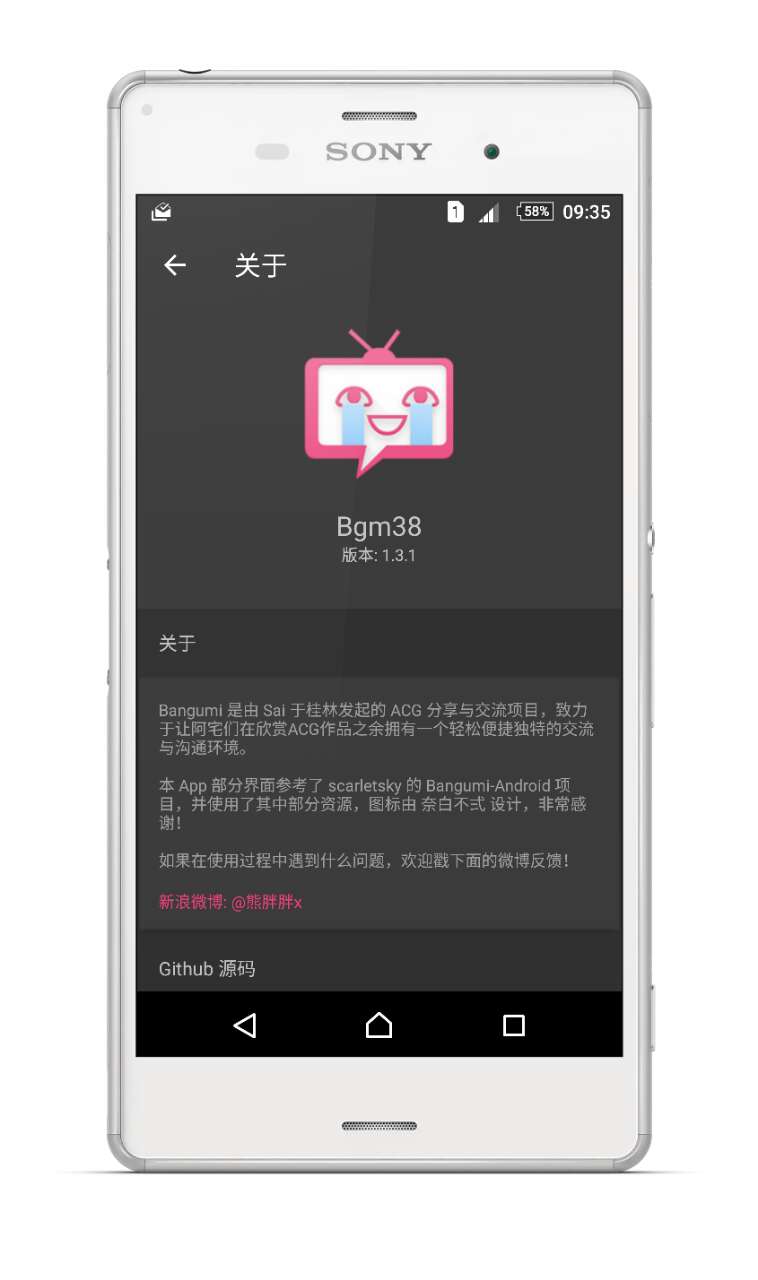 SONY
1
58%
09:35
关于
Bgm38
版本: 1.3.1
关于
Bangumi 是由 Sai 于桂林发起的 ACG 分享与交流项目，致力
于让阿宅们在欣赏ACG作品之余拥有一个轻松便捷独特的交流
与沟通环境。
本 App 部分界面参考了 scarletsky 的 Bangumi-Android 项
目，并使用了其中部分资源，图标由 奈白不式 设计，非常感
谢！
如果在使用过程中遇到什么问题，欢迎戳下面的微博反馈！
新浪微博: @熊胖胖x
Github 源码